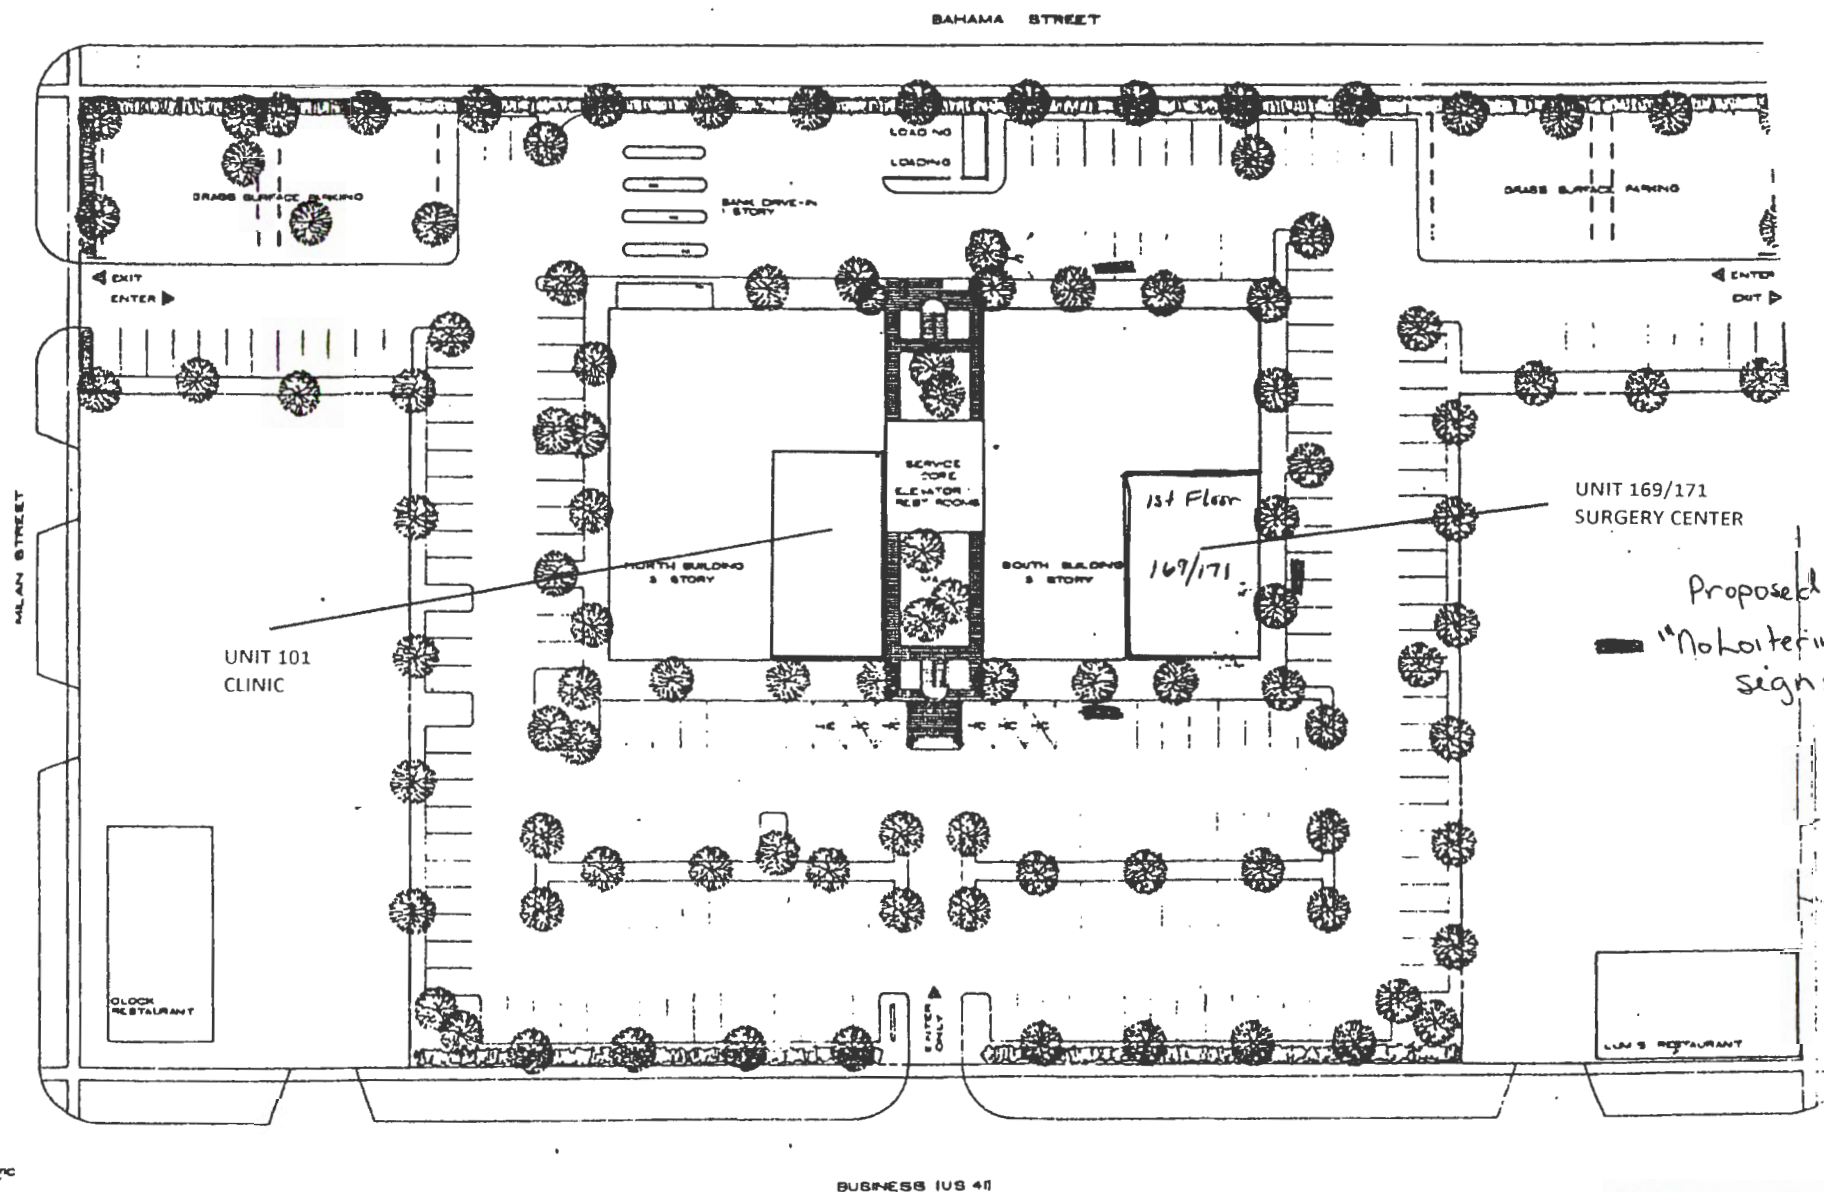 BAHAMA STREET
LOADING
LOADING
GRASS SURFACE PARKING
BANK DRIVE-IN
1 STORY
GRASS SURFACE PARKING
EXIT
ENTER
ENTER
EXIT
SERVICE
CORE
ELEVATOR
REST ROOMS
1st Floor
169/171
UNIT 169/171
SURGERY CENTER
MILAN STREET
NORTH BUILDING
3 STORY
SOUTH BUILDING
3 STORY
Proposed
"No Loiterin
sign
UNIT 101
CLINIC
CLOCK
RESTAURANT
ENTER
ONLY
LUM'S RESTAURANT
BUSINESS (US 41)